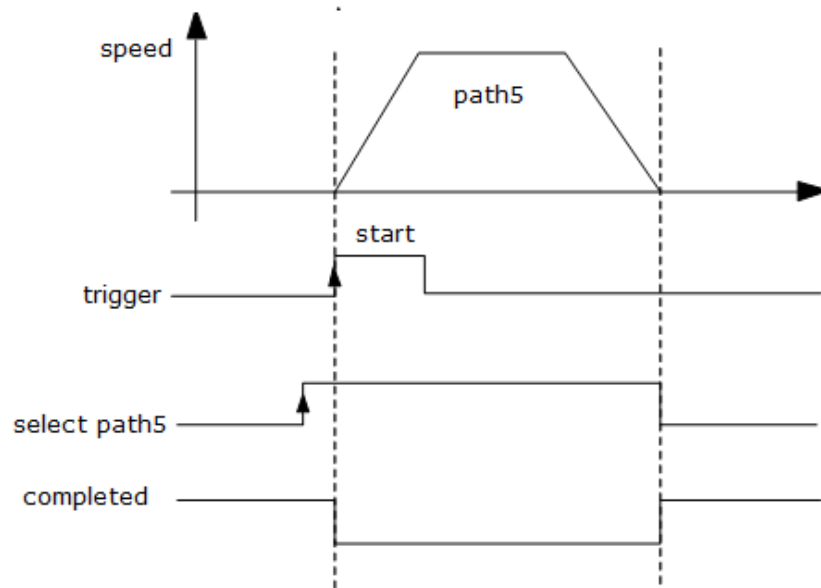 speed
path5
start
trigger
select path5
completed